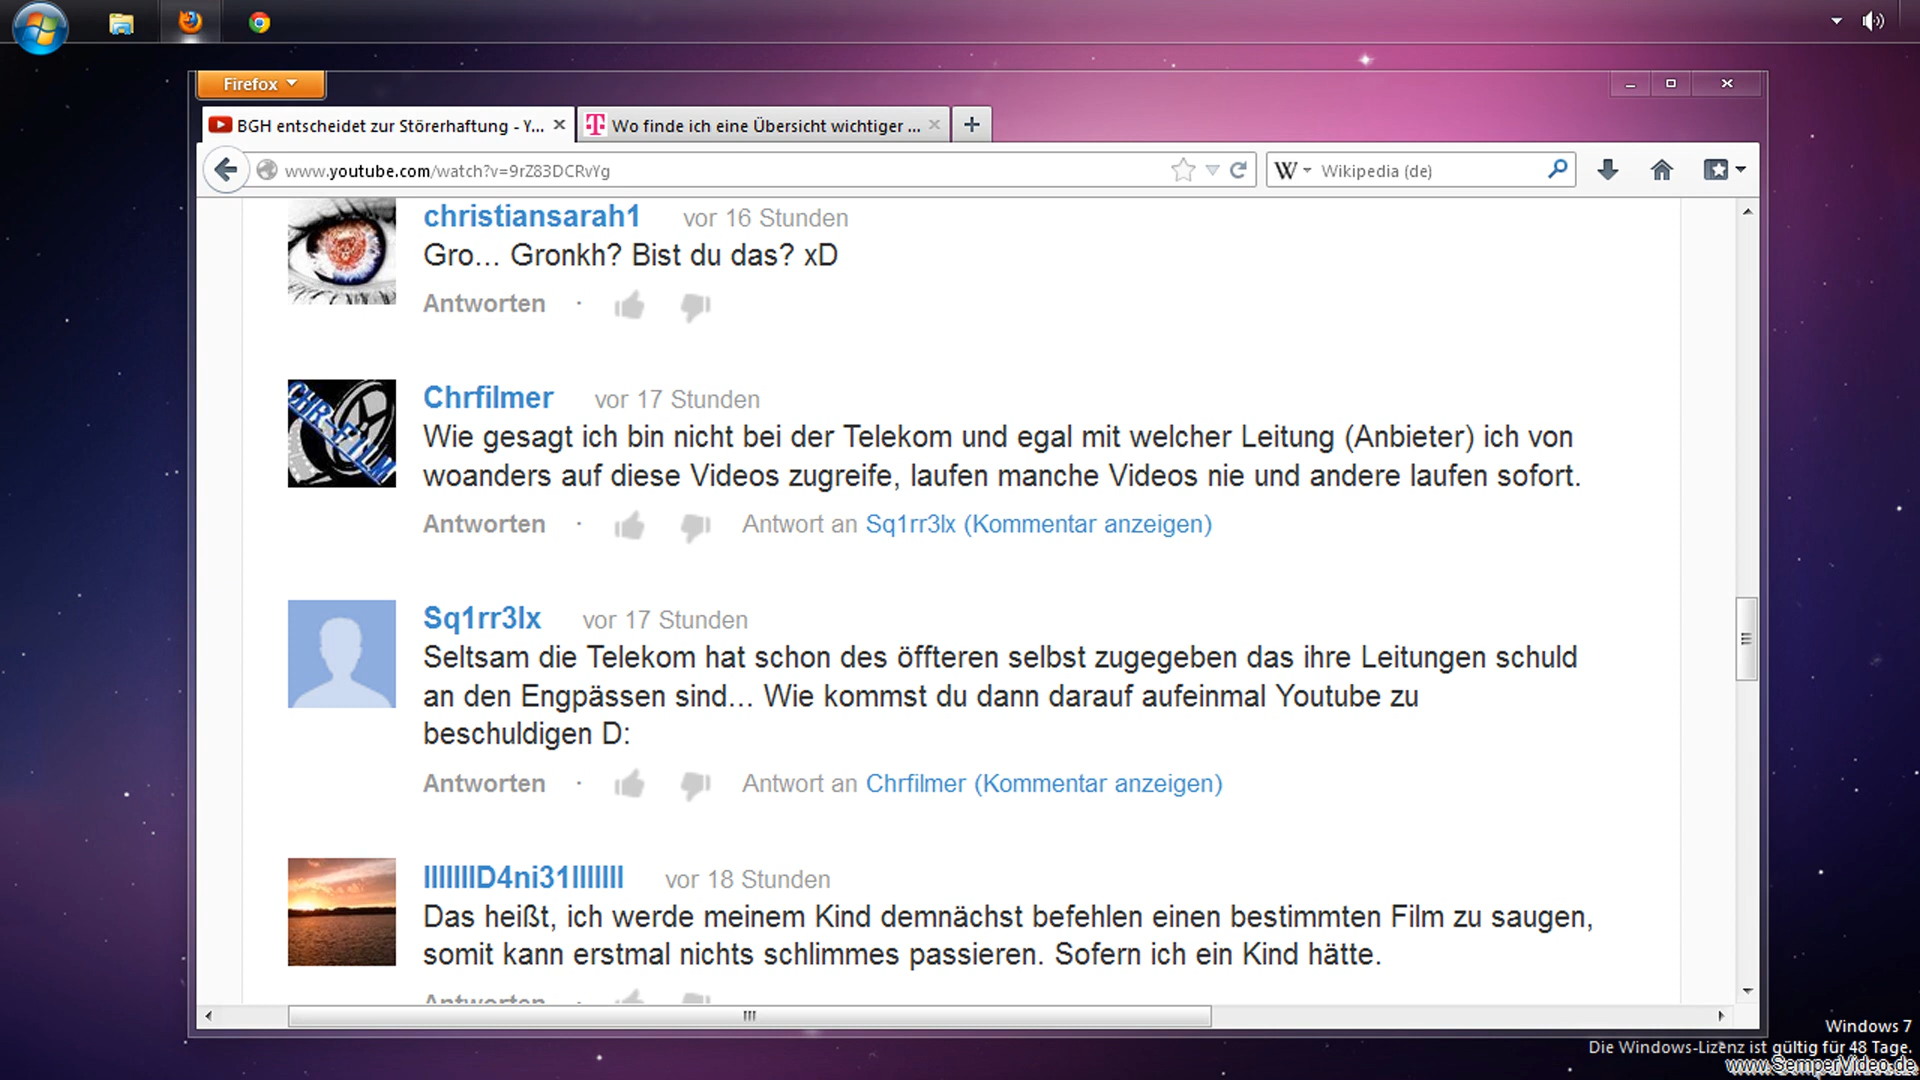 Firefox
BGH entscheidet zur Störerhaftung - Y...
Wo finde ich eine Übersicht wichtiger ...
www.youtube.com/watch?v=9rZ83DCRvYg
W Wikipedia (de)
christiansarah1 vor 16 Stunden
Gro... Gronkh? Bist du das? xD
Antworten ·
Chrfilmer vor 17 Stunden
Wie gesagt ich bin nicht bei der Telekom und egal mit welcher Leitung (Anbieter) ich von
woanders auf diese Videos zugreife, laufen manche Videos nie und andere laufen sofort.
Antworten · Antwort an Sq1rr3lx (Kommentar anzeigen)
Sq1rr3lx vor 17 Stunden
Seltsam die Telekom hat schon des öffteren selbst zugegeben das ihre Leitungen schuld
an den Engpässen sind... Wie kommst du dann darauf aufeinmal Youtube zu
beschuldigen D:
Antworten · Antwort an Chrfilmer (Kommentar anzeigen)
lllllllD4ni31lllllll vor 18 Stunden
Das heißt, ich werde meinem Kind demnächst befehlen einen bestimmten Film zu saugen,
somit kann erstmal nichts schlimmes passieren. Sofern ich ein Kind hätte.
Antworten ·
Windows 7
Die Windows-Lizenz ist gültig für 48 Tage.
www.SemperVideo.de